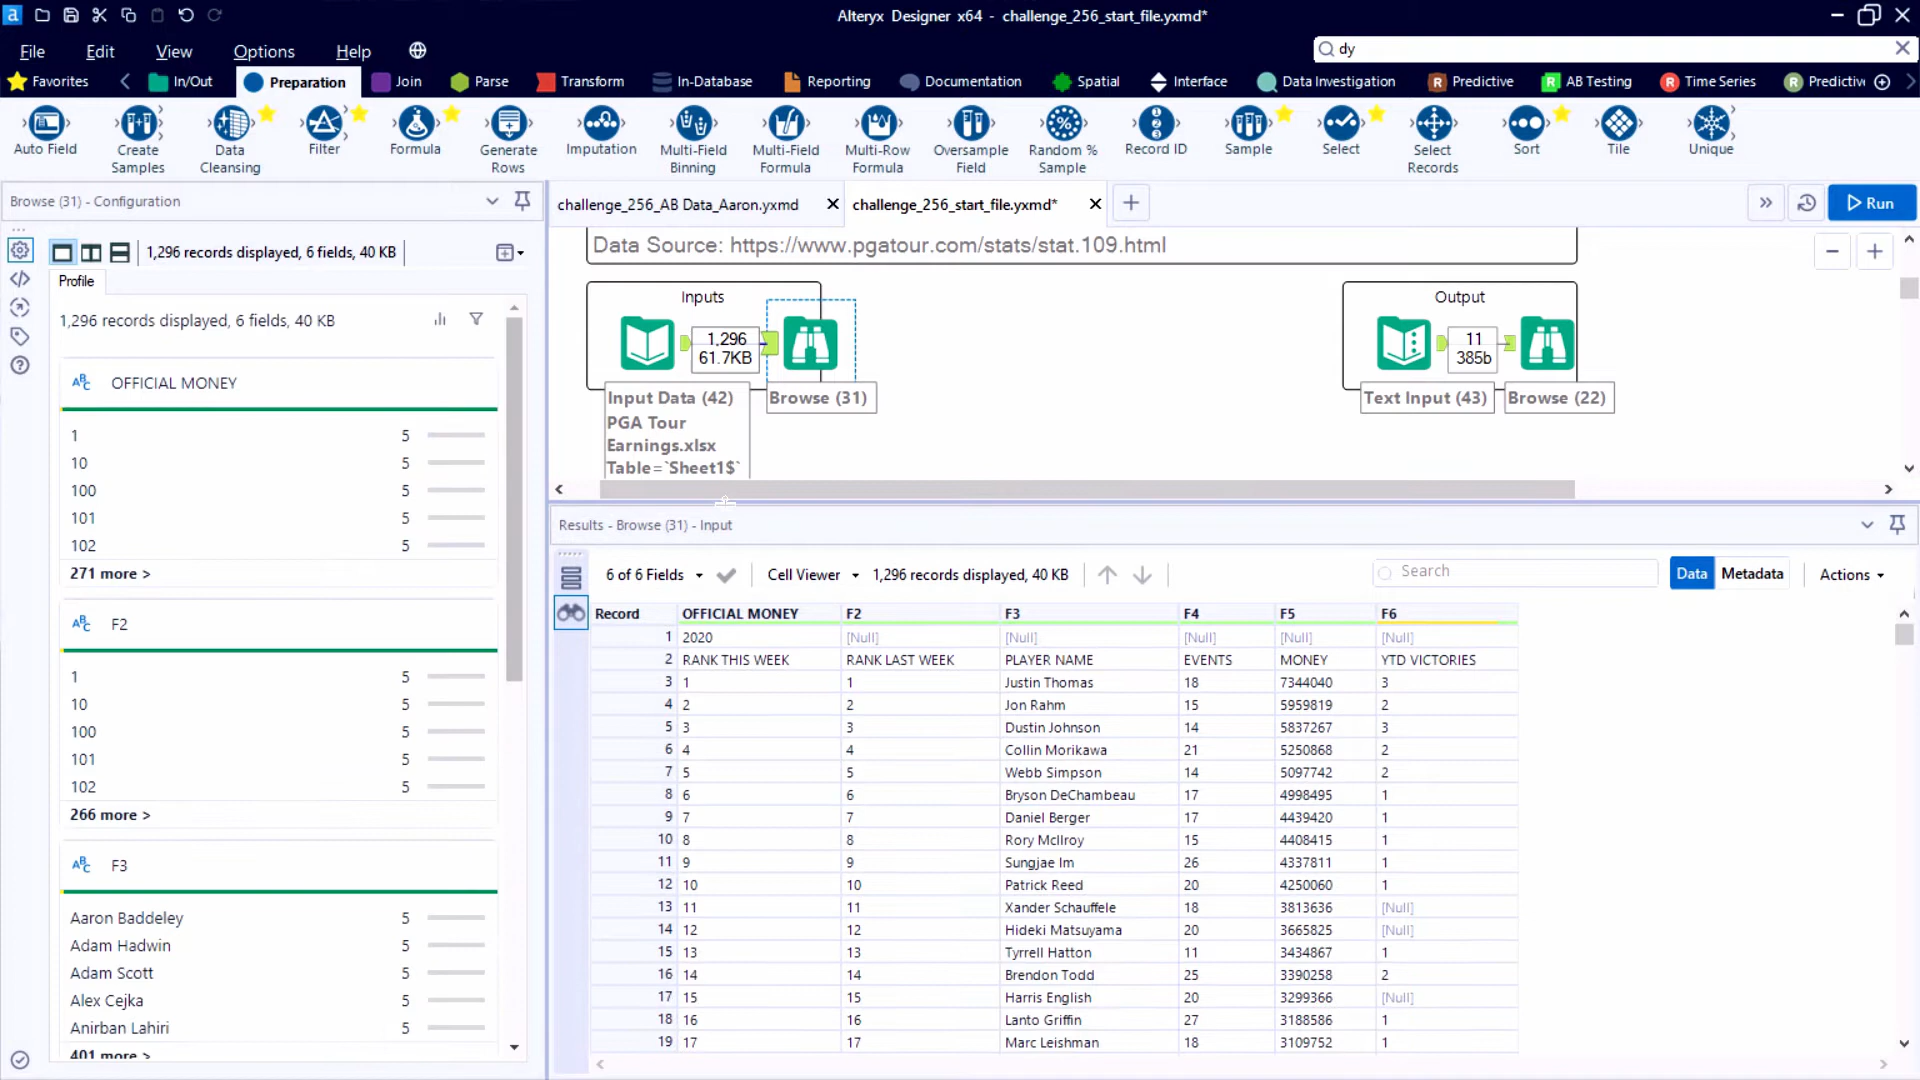 Alteryx Designer x64 - challenge_256_start_file.yxmd*
File Edit View Options Help
dy
Favorites In/Out Preparation Join Parse Transform In-Database Reporting Documentation Spatial Interface Data Investigation Predictive AB Testing Time Series Predictiv
Auto Field
Create Samples
Data Cleansing
Filter
Formula
Generate Rows
Imputation
Multi-Field Binning
Multi-Field Formula
Multi-Row Formula
Oversample Field
Random % Sample
Record ID
Sample
Select
Select Records
Sort
Tile
Unique
Browse (31) - Configuration
challenge_256_AB Data_Aaron.yxmd
challenge_256_start_file.yxmd*
Run
1,296 records displayed, 6 fields, 40 KB
Profile
1,296 records displayed, 6 fields, 40 KB
OFFICIAL MONEY
1 5
10 5
100 5
101 5
102 5
271 more >
F2
1 5
10 5
100 5
101 5
102 5
266 more >
F3
Aaron Baddeley 5
Adam Hadwin 5
Adam Scott 5
Alex Cejka 5
Anirban Lahiri 5
401 more >
Data Source: https://www.pgatour.com/stats/stat.109.html
Inputs
1,296
61.7KB
Input Data (42)
PGA Tour
Earnings.xlsx
Table=`Sheet1$`
Browse (31)
Output
11
385b
Text Input (43)
Browse (22)
Results - Browse (31) - Input
6 of 6 Fields Cell Viewer 1,296 records displayed, 40 KB Search Data Metadata Actions
Record OFFICIAL MONEY F2 F3 F4 F5 F6
1 2020 [Null] [Null] [Null] [Null] [Null]
2 RANK THIS WEEK RANK LAST WEEK PLAYER NAME EVENTS MONEY YTD VICTORIES
3 1 1 Justin Thomas 18 7344040 3
4 2 2 Jon Rahm 15 5959819 2
5 3 3 Dustin Johnson 14 5837267 3
6 4 4 Collin Morikawa 21 5250868 2
7 5 5 Webb Simpson 14 5097742 2
8 6 6 Bryson DeChambeau 17 4998495 1
9 7 7 Daniel Berger 17 4439420 1
10 8 8 Rory McIlroy 15 4408415 1
11 9 9 Sungjae Im 26 4337811 1
12 10 10 Patrick Reed 20 4250060 1
13 11 11 Xander Schauffele 18 3813636 [Null]
14 12 12 Hideki Matsuyama 20 3665825 [Null]
15 13 13 Tyrrell Hatton 11 3434867 1
16 14 14 Brendon Todd 25 3390258 2
17 15 15 Harris English 20 3299366 [Null]
18 16 16 Lanto Griffin 27 3188586 1
19 17 17 Marc Leishman 18 3109752 1